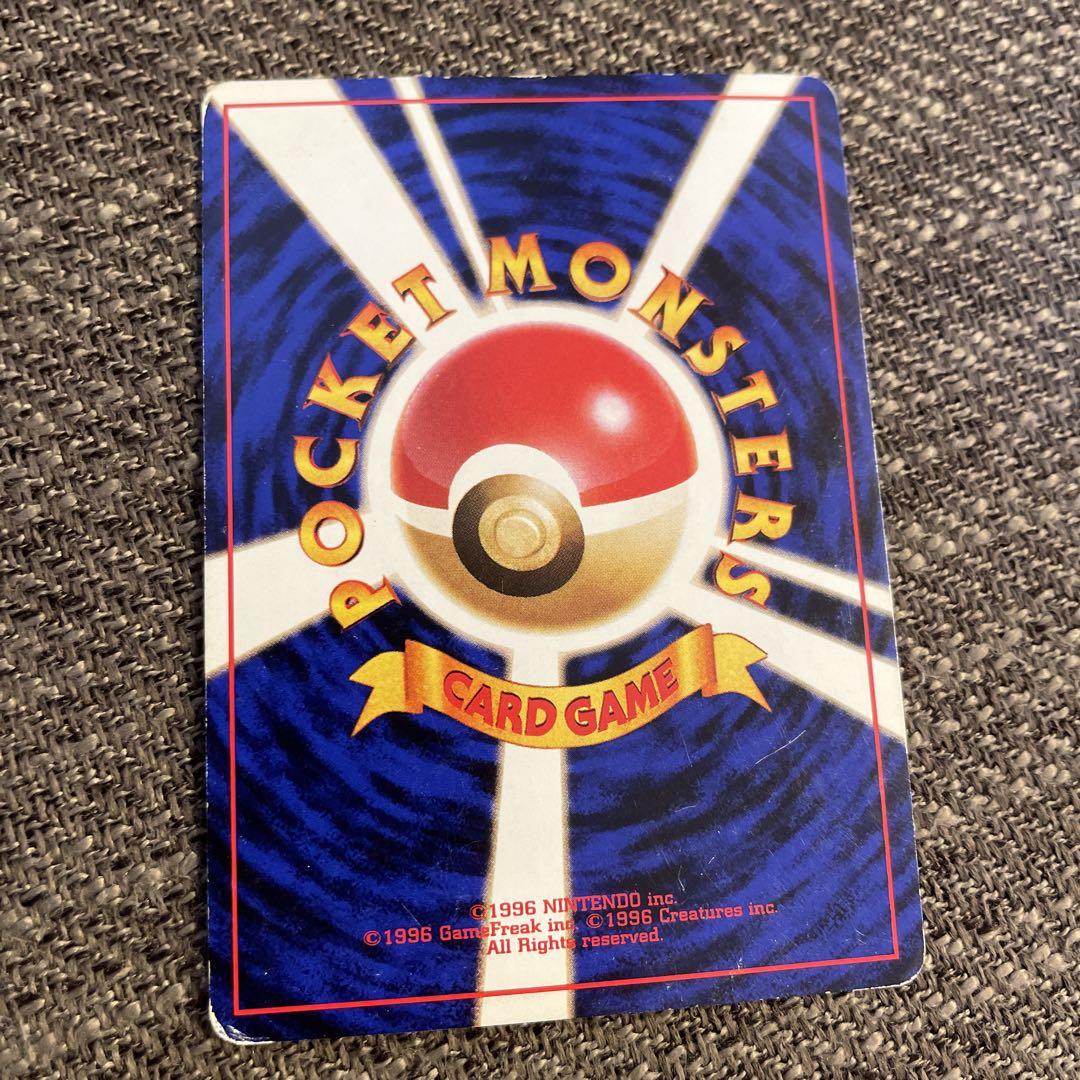 POCKET MONSTERS
CARD GAME
©1996 NINTENDO inc.
©1996 GameFreak inc. ©1996 Creatures inc.
All Rights reserved.